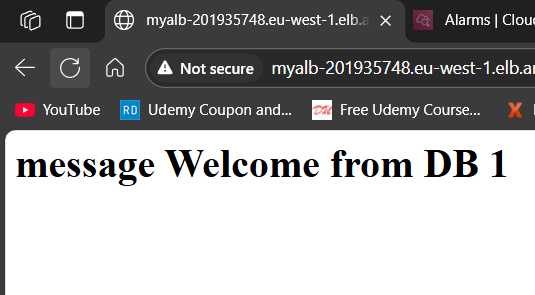 myalb-201935748.eu-west-1.elb.a
Alarms | Clou
Not secure
myalb-201935748.eu-west-1.elb.a
YouTube
RD
Udemy Coupon and...
Free Udemy Course...
X
message Welcome from DB 1